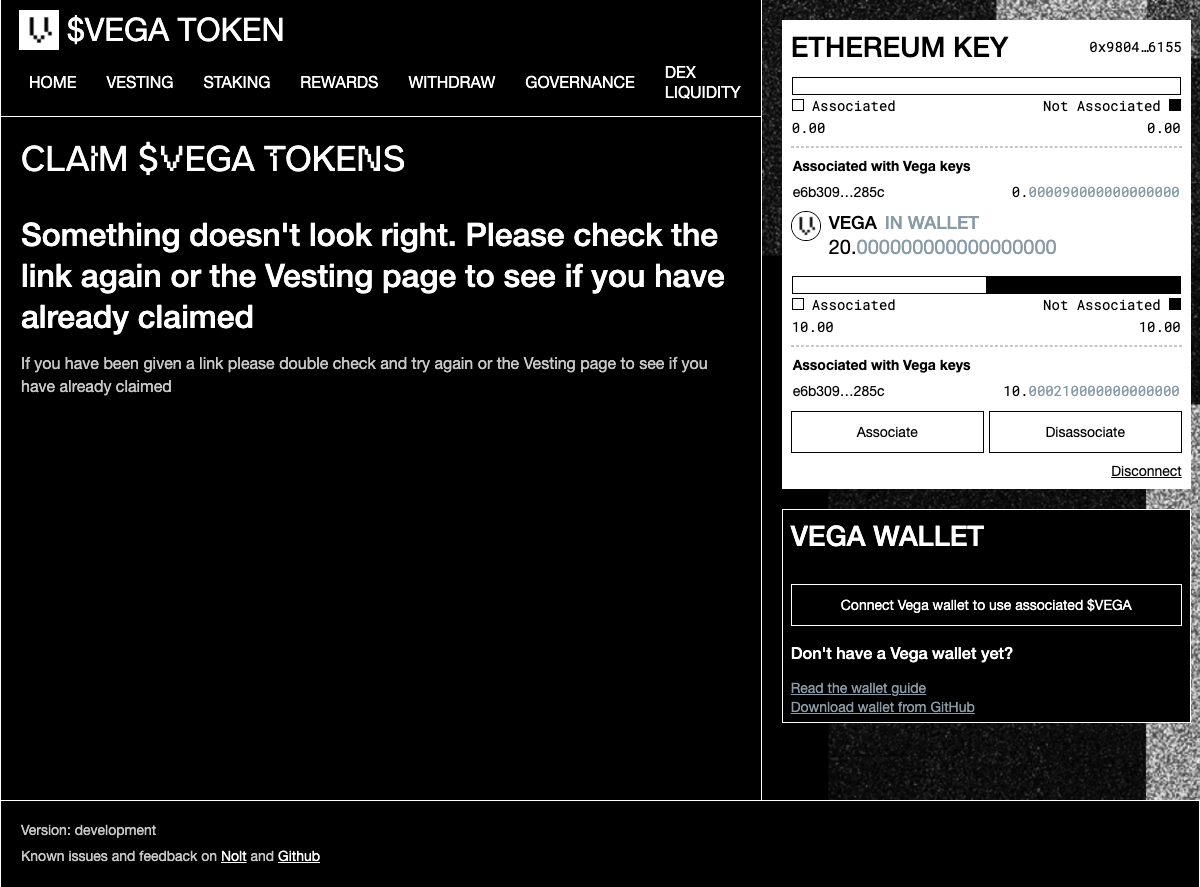 $VEGA TOKEN
HOME VESTING STAKING REWARDS WITHDRAW GOVERNANCE DEX LIQUIDITY
CLAIM $VEGA TOKENS
Something doesn't look right. Please check the
link again or the Vesting page to see if you have
already claimed
If you have been given a link please double check and try again or the Vesting page to see if you
have already claimed
ETHEREUM KEY 0x9804…6155
Associated Not Associated
0.00 0.00
Associated with Vega keys
e6b309…285c 0.000090000000000000
VEGA IN WALLET
20.000000000000000000
Associated Not Associated
10.00 10.00
Associated with Vega keys
e6b309…285c 10.000210000000000000
Associate Disassociate
Disconnect
VEGA WALLET
Connect Vega wallet to use associated $VEGA
Don't have a Vega wallet yet?
Read the wallet guide
Download wallet from GitHub
Version: development
Known issues and feedback on Nolt and Github